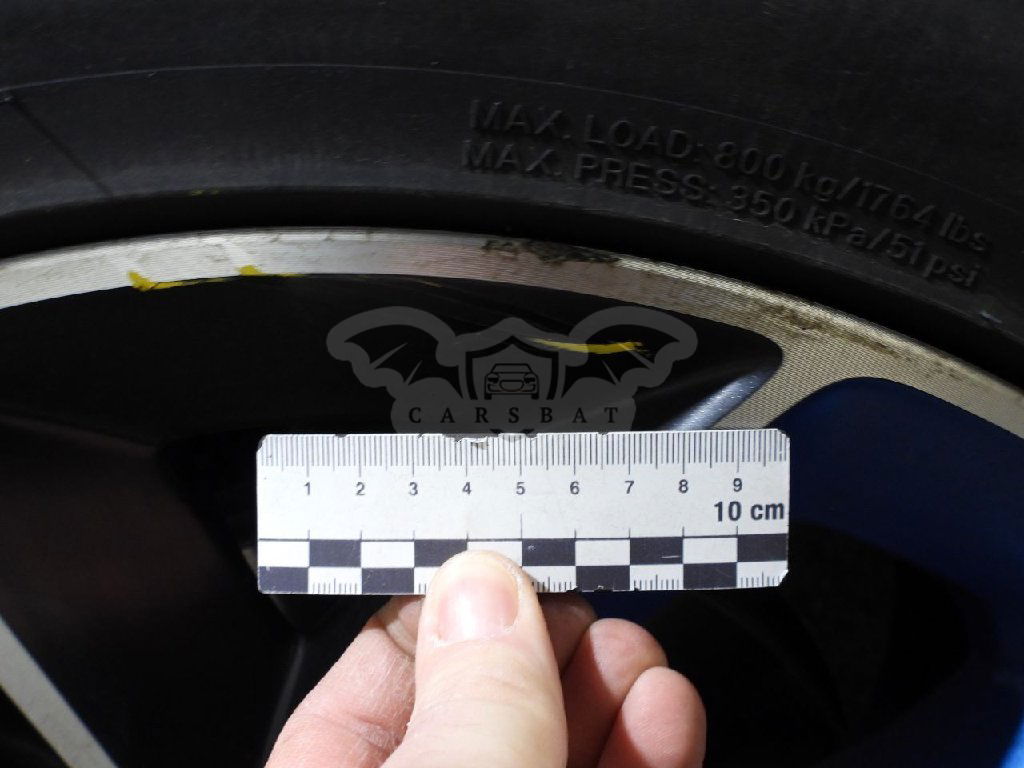 MAX. LOAD: 800 kg/1764 lbs
MAX. PRESS: 350 kPa/51 psi
CARSBAT
1 2 3 4 5 6 7 8 9
10 cm